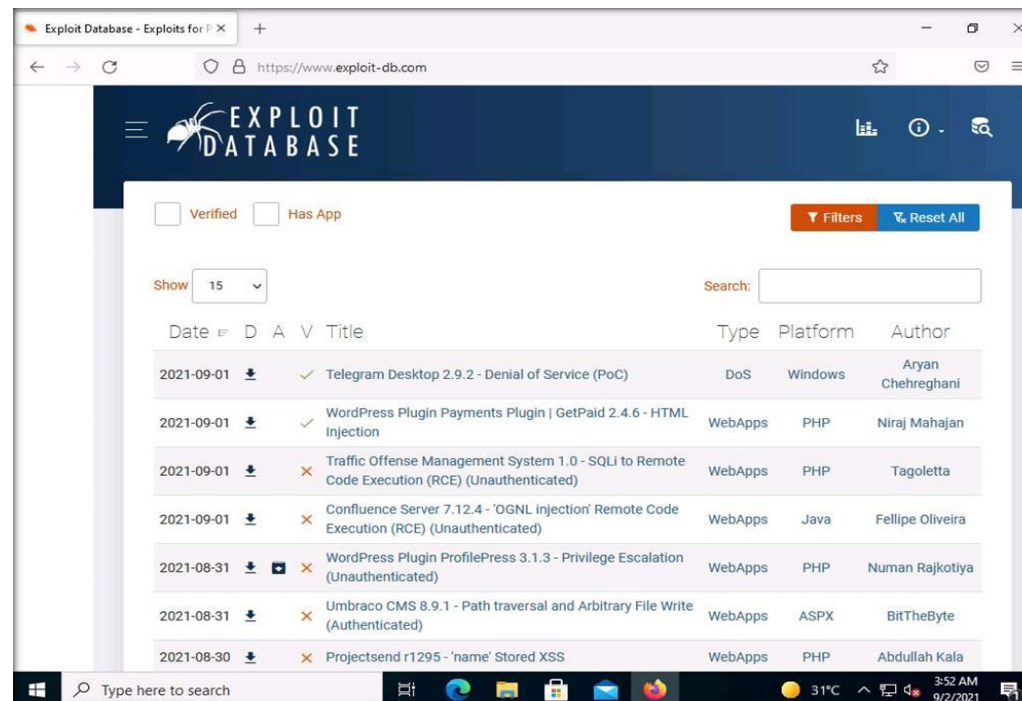 Exploit Database - Exploits for P
https://www.exploit-db.com
EXPLOIT
DATABASE
Verified Has App
Filters Reset All
Show 15 Search:
Date D A V Title Type Platform Author
2021-09-01 Telegram Desktop 2.9.2 - Denial of Service (PoC) DoS Windows Aryan
Chehreghani
2021-09-01 WordPress Plugin Payments Plugin | GetPaid 2.4.6 - HTML
Injection WebApps PHP Niraj Mahajan
2021-09-01 Traffic Offense Management System 1.0 - SQLi to Remote
Code Execution (RCE) (Unauthenticated) WebApps PHP Tagoletta
2021-09-01 Confluence Server 7.12.4 - 'OGNL injection' Remote Code
Execution (RCE) (Unauthenticated) WebApps Java Fellipe Oliveira
2021-08-31 WordPress Plugin ProfilePress 3.1.3 - Privilege Escalation
(Unauthenticated) WebApps PHP Numan Rajkotiya
2021-08-31 Umbraco CMS 8.9.1 - Path traversal and Arbitrary File Write
(Authenticated) WebApps ASPX BitTheByte
2021-08-30 Projectsend r1295 - 'name' Stored XSS WebApps PHP Abdullah Kala
Type here to search 31°C 3:52 AM
9/2/2021